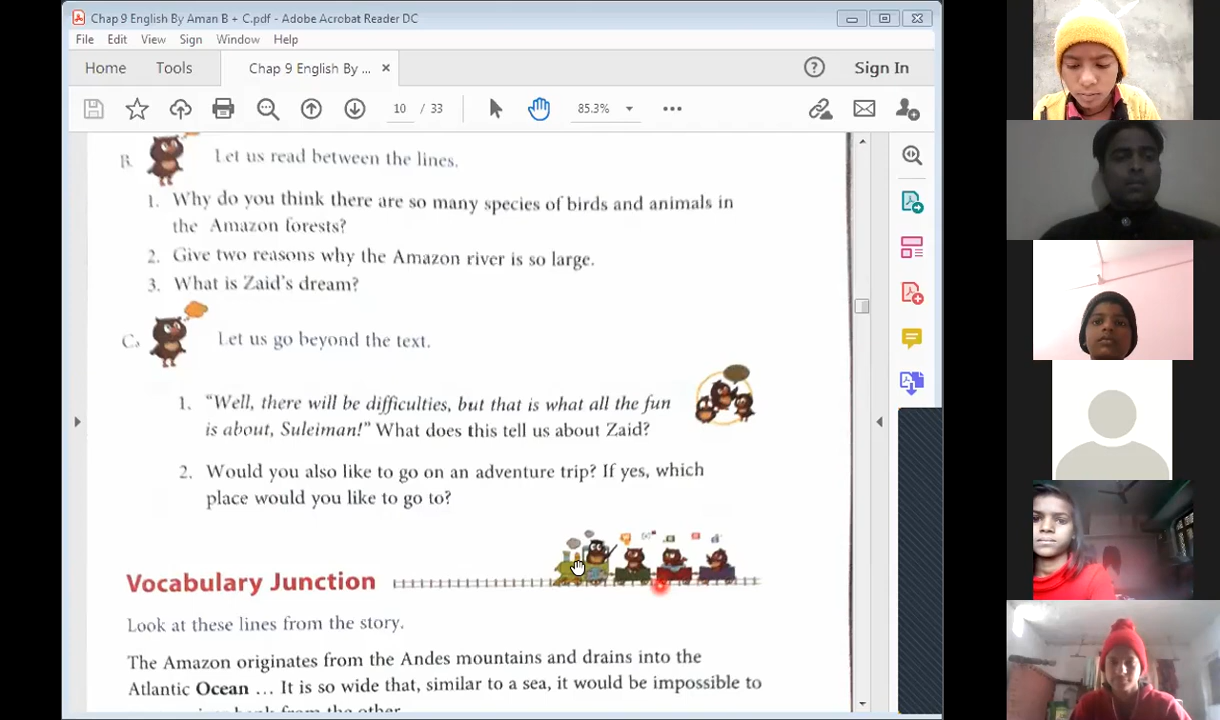 Chap 9 English By Aman B + C.pdf - Adobe Acrobat Reader DC
File Edit View Sign Window Help
Home Tools Chap 9 English By ... × Sign In
10 / 33 85.3%
B. Let us read between the lines.
1. Why do you think there are so many species of birds and animals in
the Amazon forests?
2. Give two reasons why the Amazon river is so large.
3. What is Zaid's dream?
C. Let us go beyond the text.
1. "Well, there will be difficulties, but that is what all the fun
is about, Suleiman!" What does this tell us about Zaid?
2. Would you also like to go on an adventure trip? If yes, which
place would you like to go to?
Vocabulary Junction
Look at these lines from the story.
The Amazon originates from the Andes mountains and drains into the
Atlantic Ocean ... It is so wide that, similar to a sea, it would be impossible to
from the other